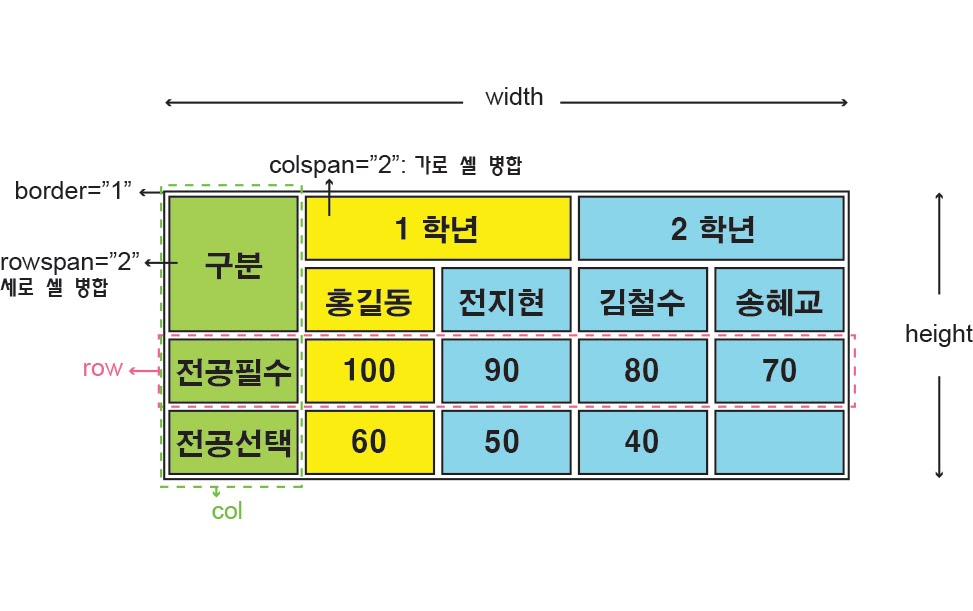 width
colspan=”2”: 가로 셀 병합
border=”1”
1 학년
2 학년
rowspan=”2”
세로 셀 병합
구분
홍길동
전지현
김철수
송혜교
height
row
전공필수
100
90
80
70
전공선택
60
50
40
col